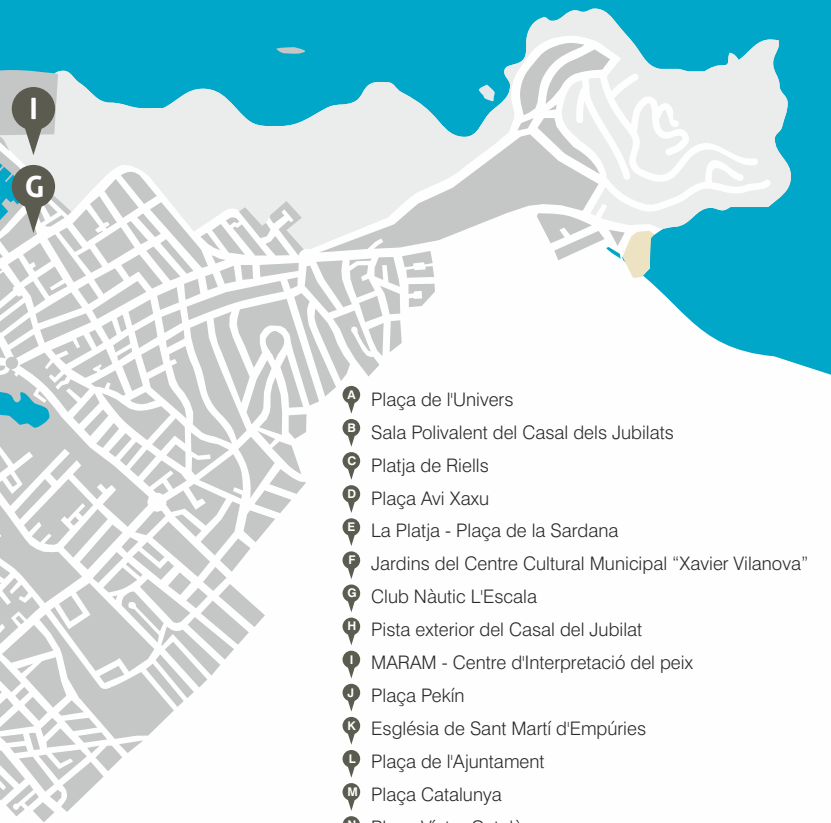 I
G
A Plaça de l'Univers
B Sala Polivalent del Casal dels Jubilats
C Platja de Riells
D Plaça Avi Xaxu
E La Platja - Plaça de la Sardana
F Jardins del Centre Cultural Municipal “Xavier Vilanova”
G Club Nàutic L'Escala
H Pista exterior del Casal del Jubilat
I MARAM - Centre d'Interpretació del peix
J Plaça Pekín
K Església de Sant Martí d'Empúries
L Plaça de l'Ajuntament
M Plaça Catalunya